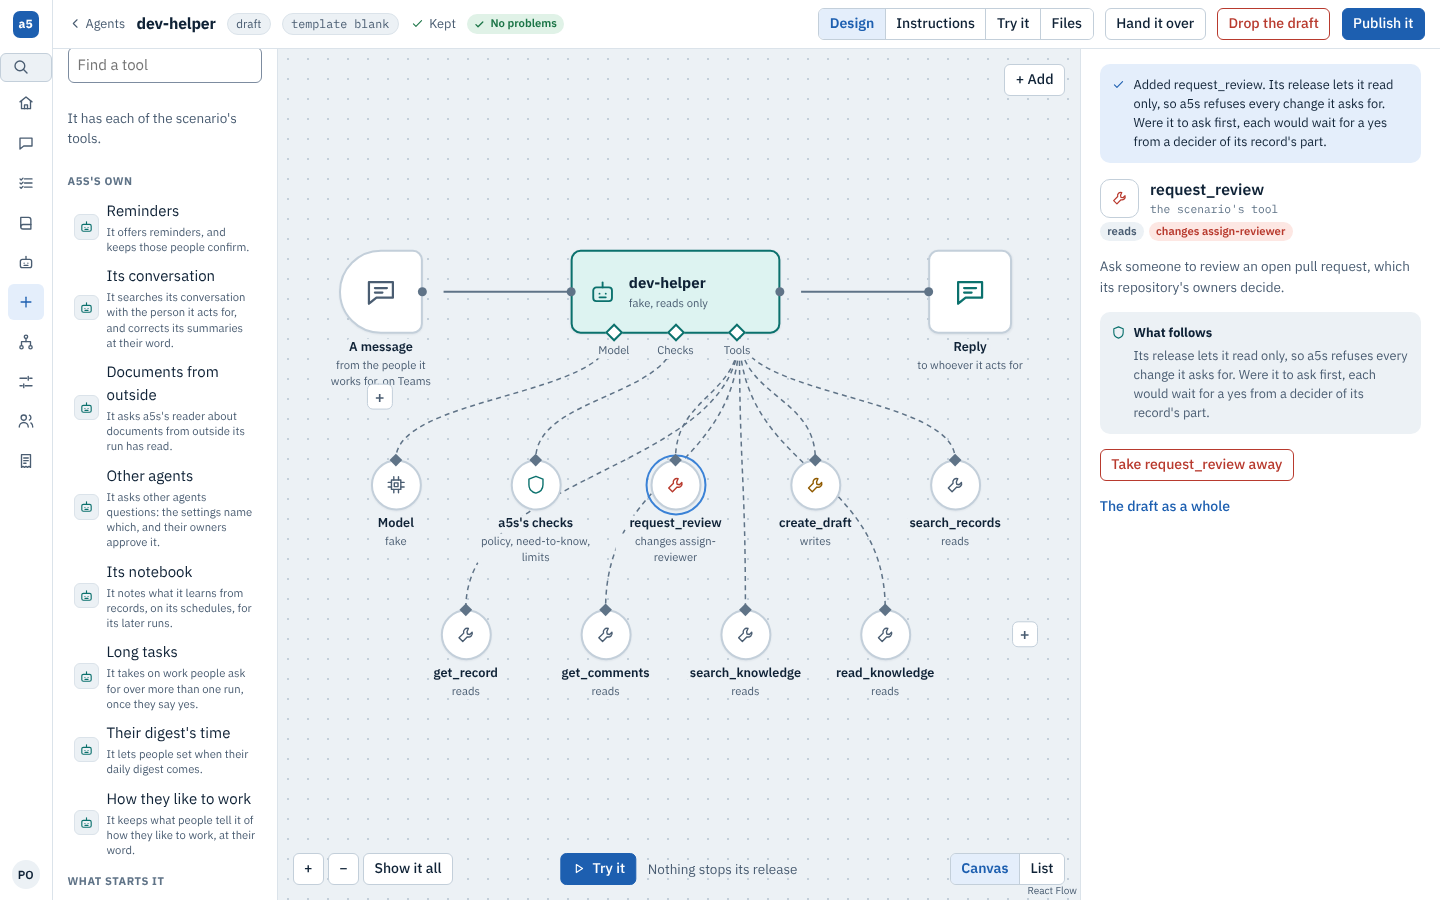 a5
Agents
dev-helper
draft
template blank
Kept
No problems
Design
Instructions
Try it
Files
Hand it over
Drop the draft
Publish it
Find a tool
It has each of the scenario's
tools.
A5S'S OWN
Reminders
It offers reminders, and
keeps those people confirm.
Its conversation
It searches its conversation
with the person it acts for,
and corrects its summaries
at their word.
Documents from
outside
It asks a5s's reader about
documents from outside its
run has read.
Other agents
It asks other agents
questions: the settings name
which, and their owners
approve it.
Its notebook
It notes what it learns from
records, on its schedules, for
its later runs.
Long tasks
It takes on work people ask
for over more than one run,
once they say yes.
Their digest's time
It lets people set when their
daily digest comes.
How they like to work
It keeps what people tell it of
how they like to work, at their
word.
WHAT STARTS IT
PO
+ Add
A message
from the people it
works for, on Teams
+
dev-helper
fake, reads only
Model
Checks
Tools
Reply
to whoever it acts for
Model
fake
a5s's checks
policy, need-to-know,
limits
request_review
changes assign-
reviewer
create_draft
writes
search_records
reads
get_record
reads
get_comments
reads
search_knowledge
reads
read_knowledge
reads
+
+
−
Show it all
Try it
Nothing stops its release
Canvas
List
React Flow
Added request_review. Its release lets it read
only, so a5s refuses every change it asks for.
Were it to ask first, each would wait for a yes
from a decider of its record's part.
request_review
the scenario's tool
reads
changes assign-reviewer
Ask someone to review an open pull request, which
its repository's owners decide.
What follows
Its release lets it read only, so a5s refuses every
change it asks for. Were it to ask first, each
would wait for a yes from a decider of its
record's part.
Take request_review away
The draft as a whole